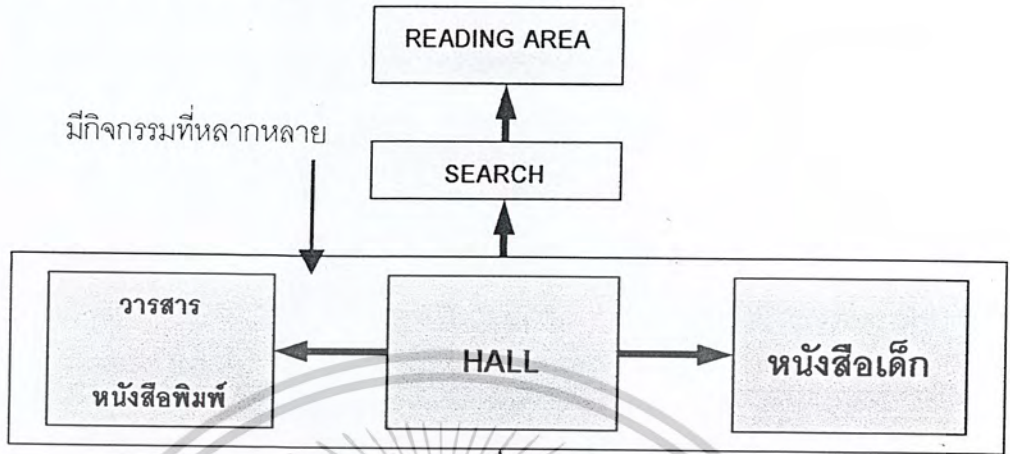 READING AREA
มีกิจกรรมที่หลากหลาย
SEARCH
วารสาร
หนังสือพิมพ์
HALL
หนังสือเด็ก